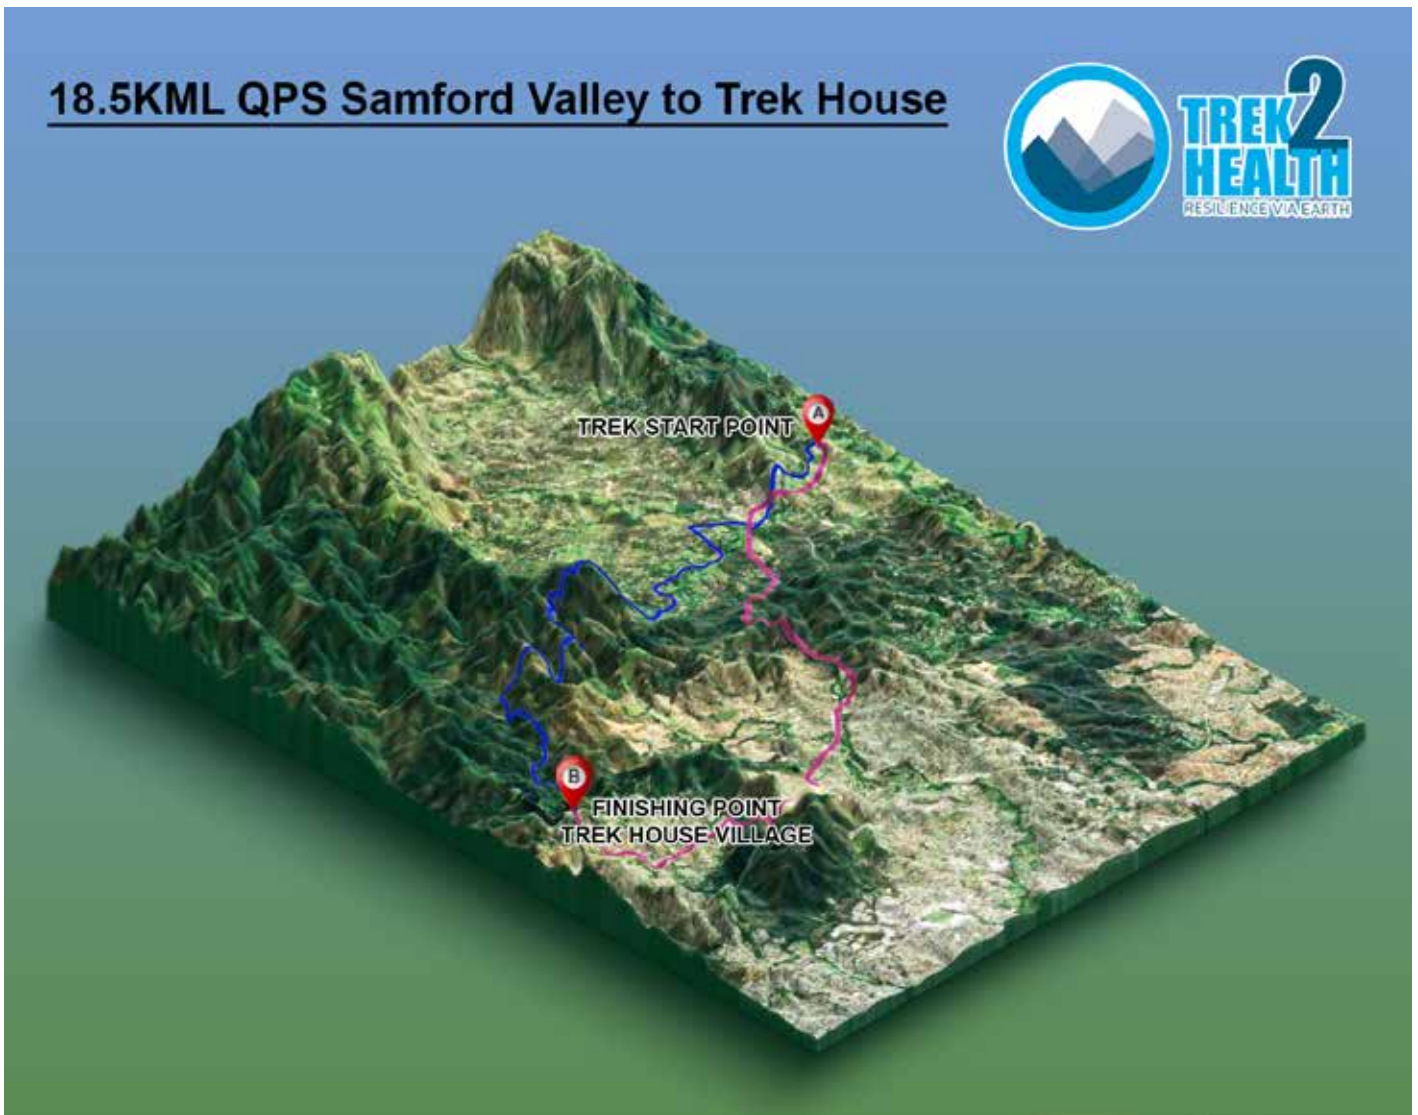 18.5KML QPS Samford Valley to Trek House
TREK 2
HEALTH
RESILIENCE VIA EARTH
TREK START POINT
A
B
FINISHING POINT
TREK HOUSE VILLAGE